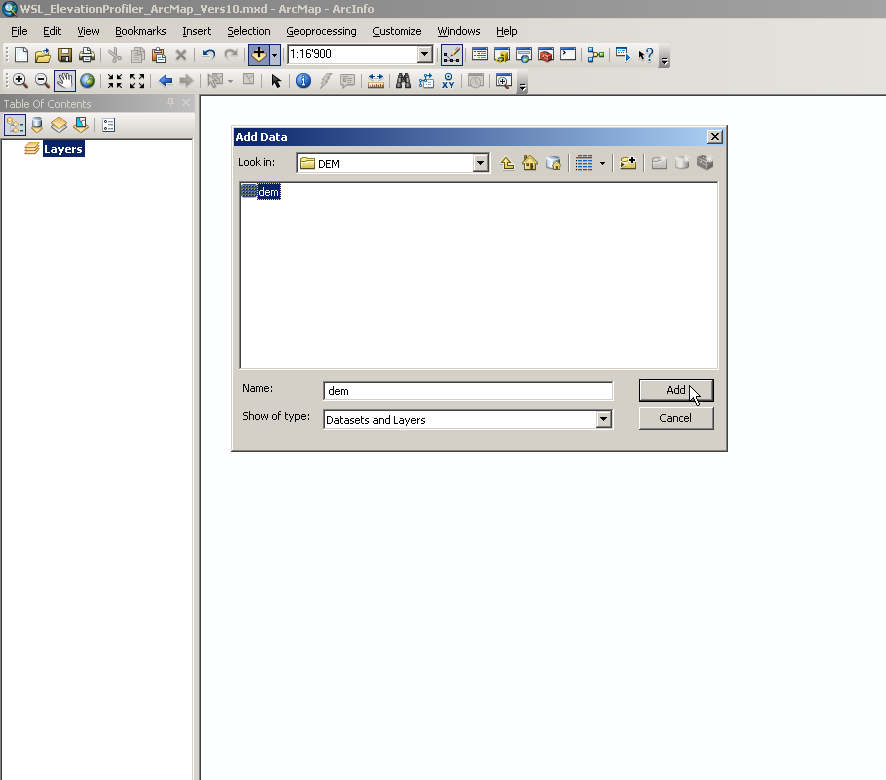 WSL_ElevationProfiler_ArcMap_Vers10.mxd - ArcMap - ArcInfo
File Edit View Bookmarks Insert Selection Geoprocessing Customize Windows Help
1:16'900
Table Of Contents
Layers
Add Data
Look in: DEM
dem
Name: dem
Add
Show of type: Datasets and Layers
Cancel